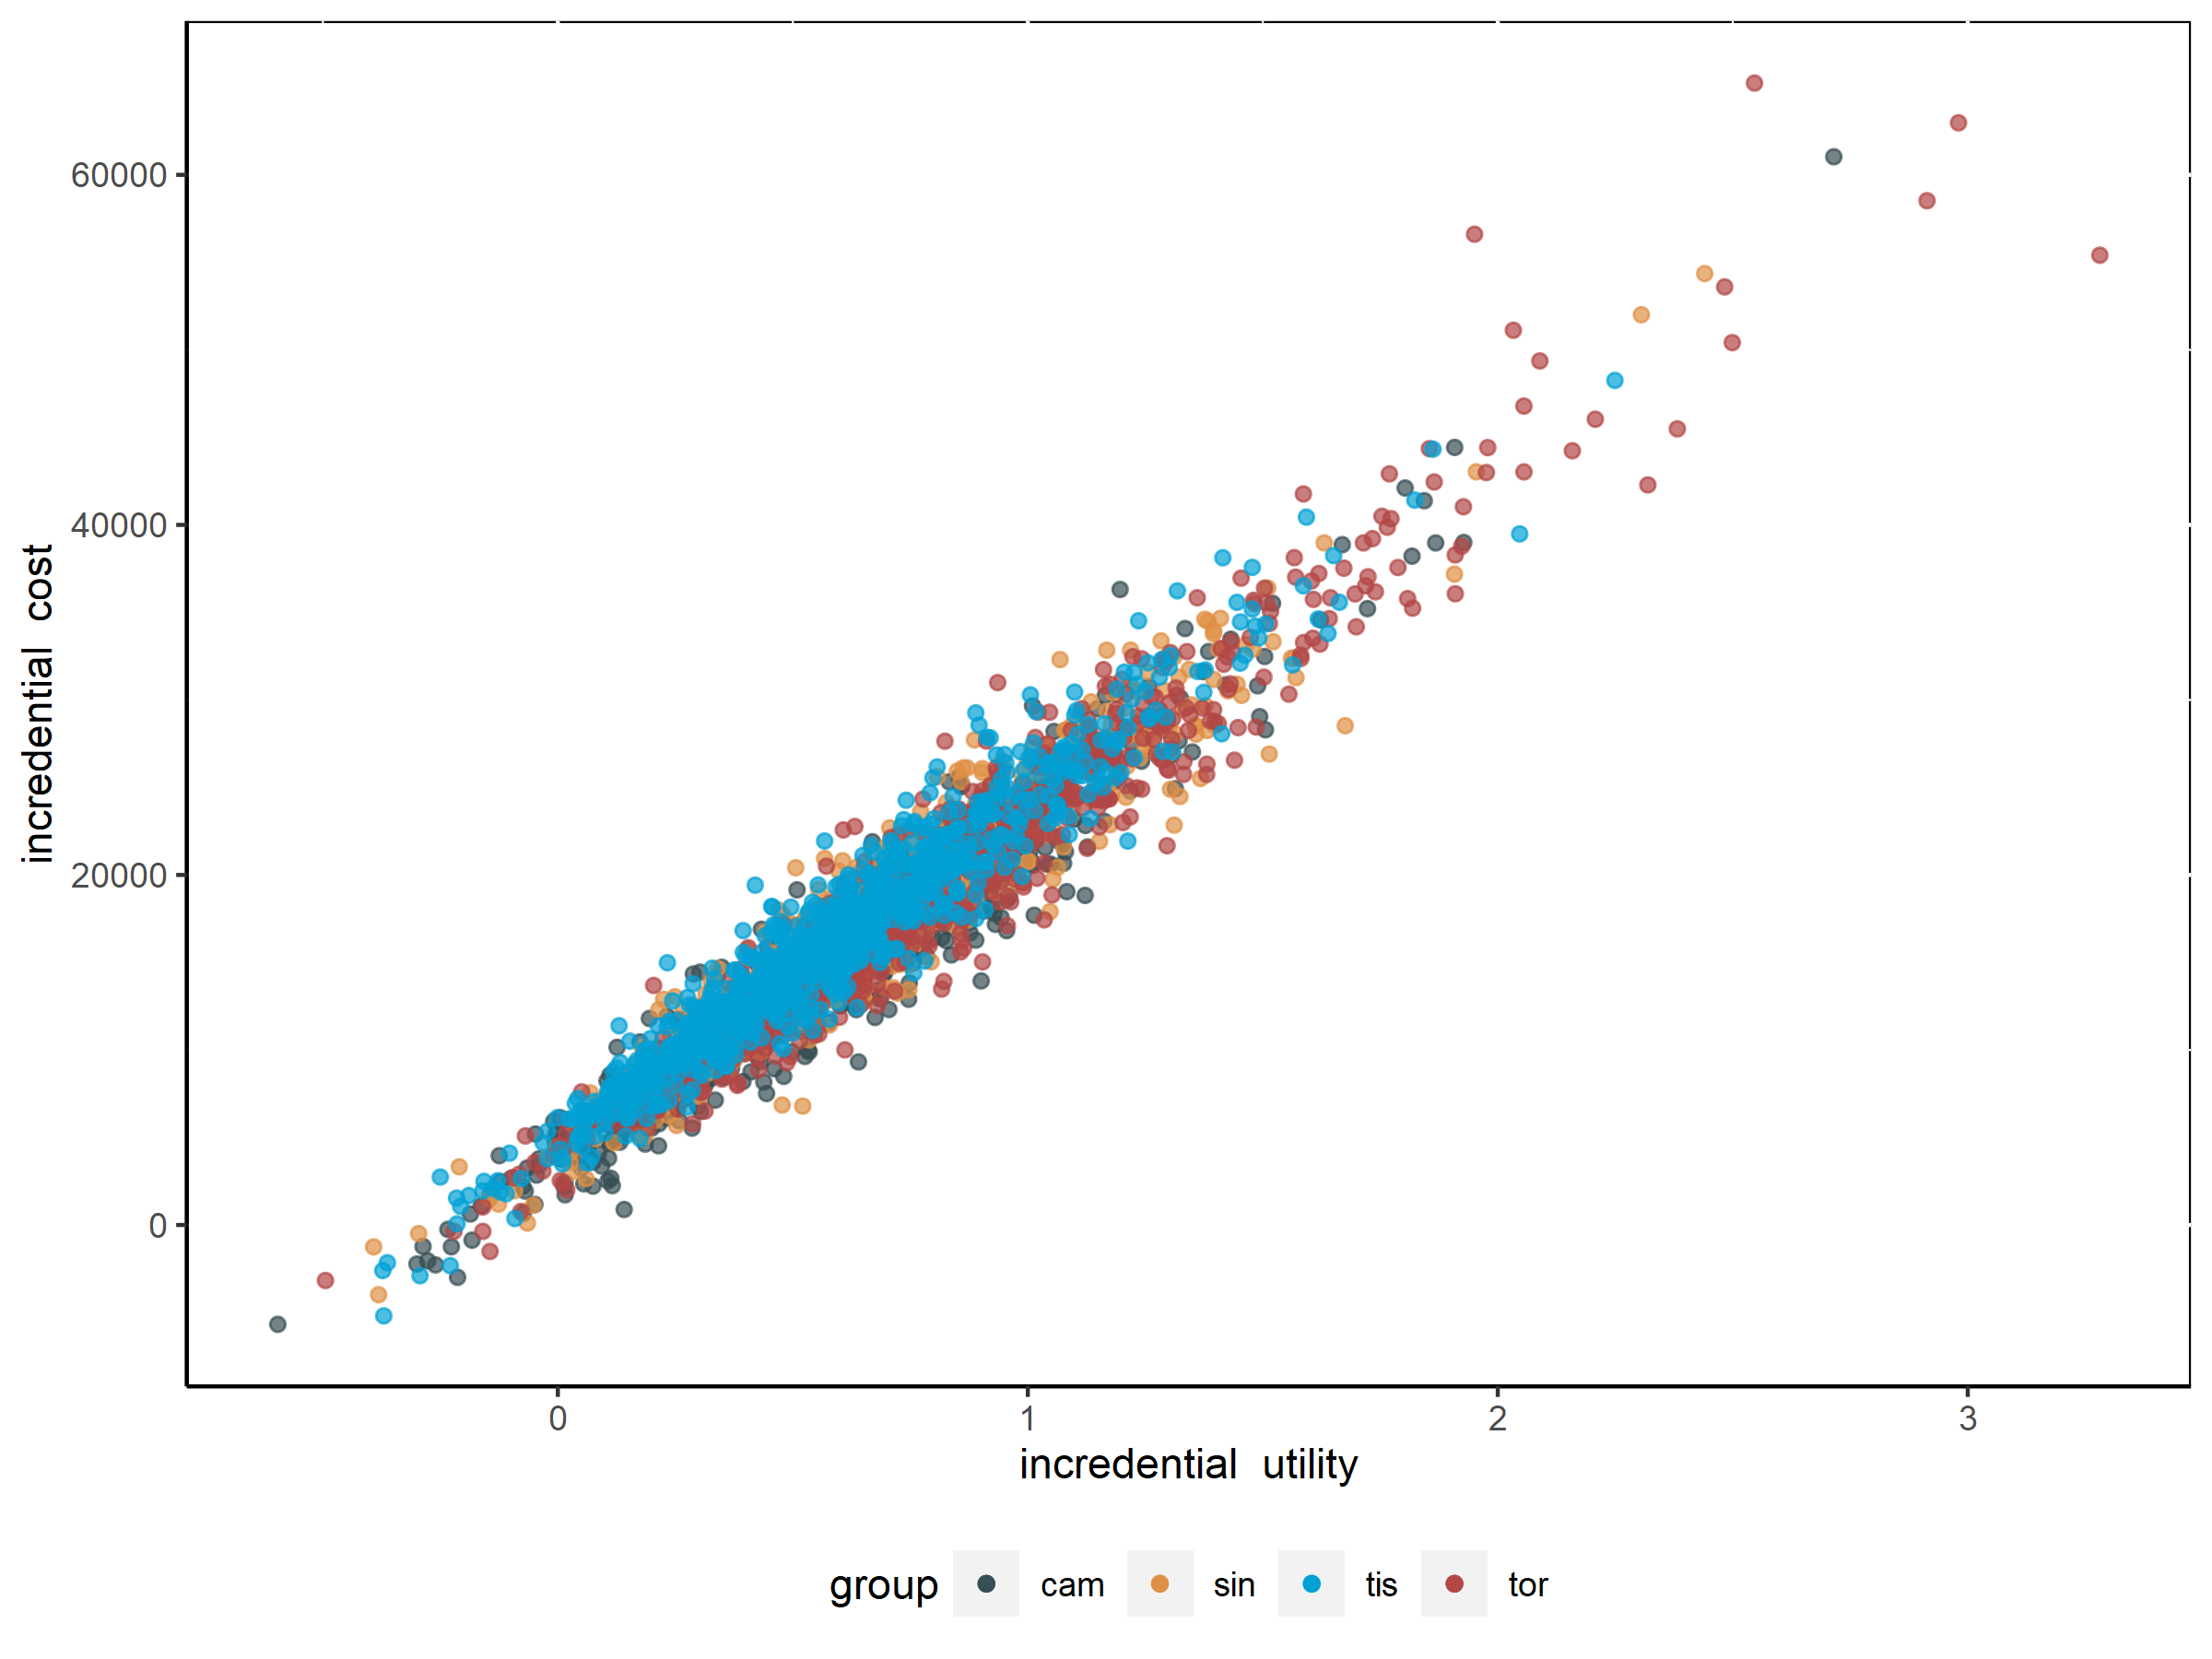 60000
40000
20000
0
incredential cost
0 1 2 3
incredential utility
group cam sin tis tor